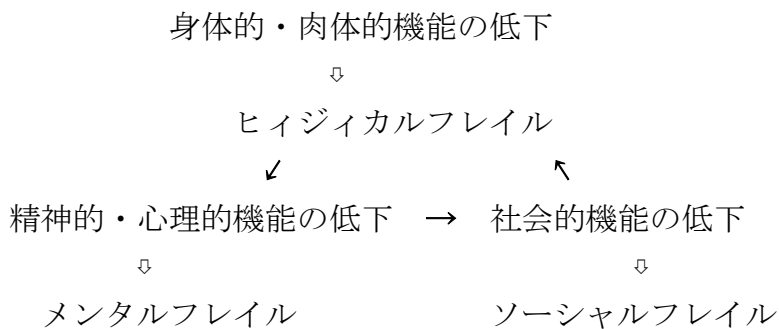 身体的・肉体的機能の低下
⇩
ヒィジィカルフレイル
↙ ↖
精神的・心理的機能の低下 → 社会的機能の低下
⇩ ⇩
メンタルフレイル ソーシャルフレイル